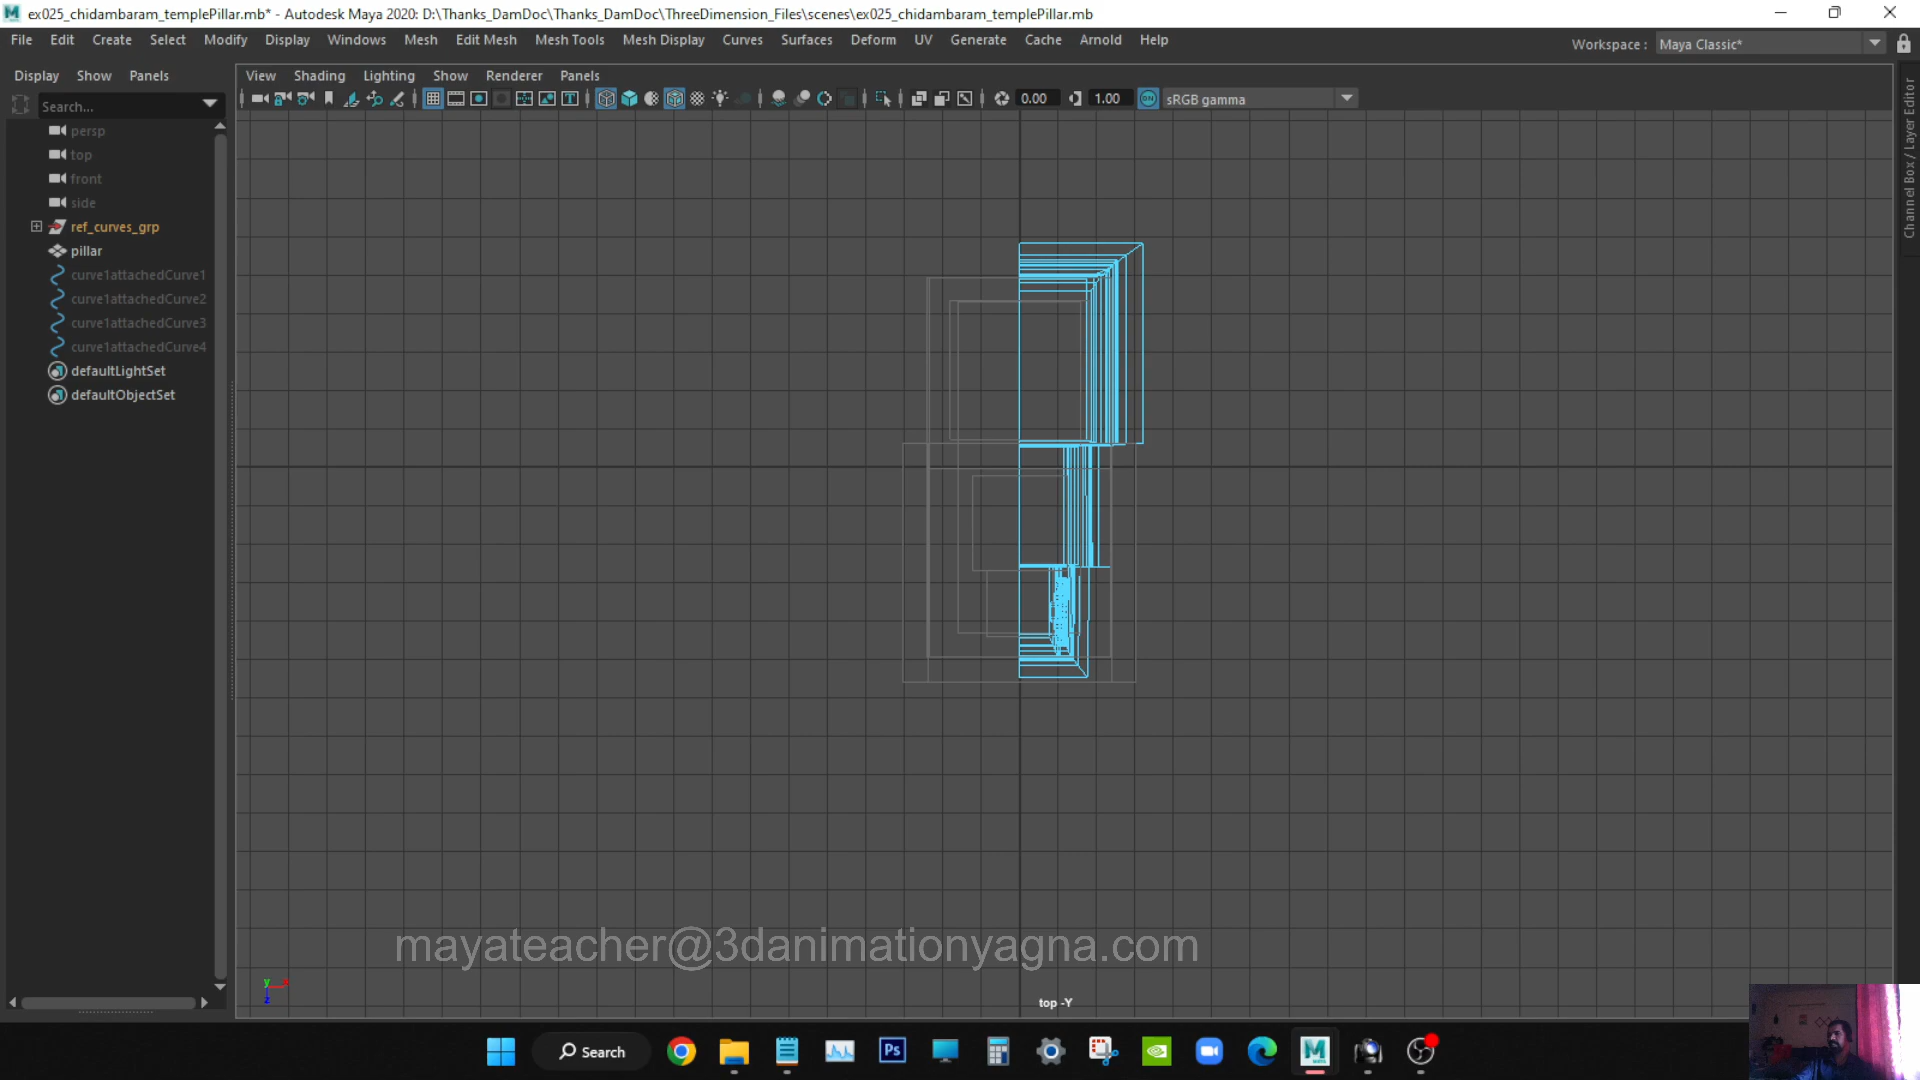 ex025_chidambaram_templePillar.mb* - Autodesk Maya 2020: D:\Thanks_DamDoc\Thanks_DamDoc\ThreeDimension_Files\scenes\ex025_chidambaram_templePillar.mb
File Edit Create Select Modify Display Windows Mesh Edit Mesh Mesh Tools Mesh Display Curves Surfaces Deform UV Generate Cache Arnold Help
Workspace : Maya Classic*
Display Show Panels
View Shading Lighting Show Renderer Panels
Search...
0.00 1.00 ON sRGB gamma
persp
top
front
side
ref_curves_grp
pillar
curve1attachedCurve1
curve1attachedCurve2
curve1attachedCurve3
curve1attachedCurve4
defaultLightSet
defaultObjectSet
Channel Box / Layer Editor
mayateacher@3danimationyagna.com
y x
z
top -Y
Search
Ps
M